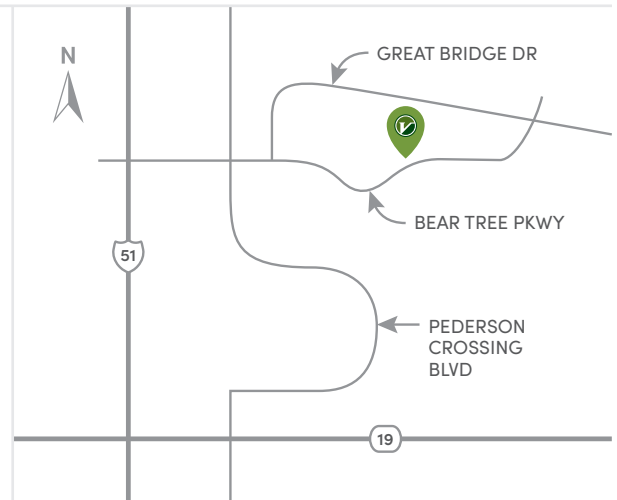 N
GREAT BRIDGE DR
V
BEAR TREE PKWY
51
PEDERSON
CROSSING
BLVD
19